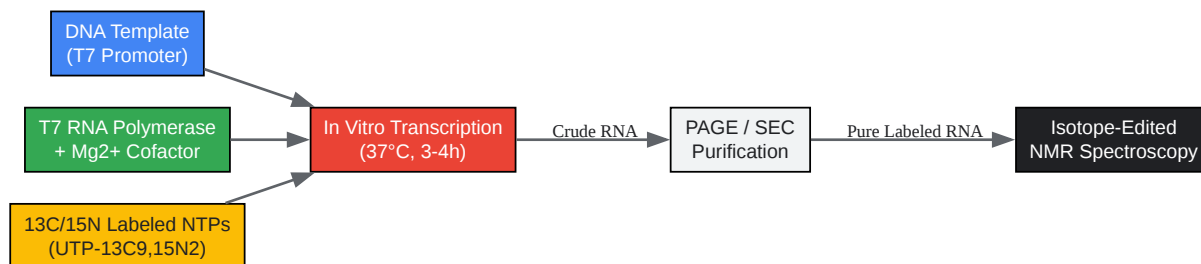 DNA Template
(T7 Promoter)
T7 RNA Polymerase
+ Mg2+ Cofactor
13C/15N Labeled NTPs
(UTP-13C9,15N2)
In Vitro Transcription
(37°C, 3-4h)
Crude RNA
PAGE / SEC
Purification
Pure Labeled RNA
Isotope-Edited
NMR Spectroscopy